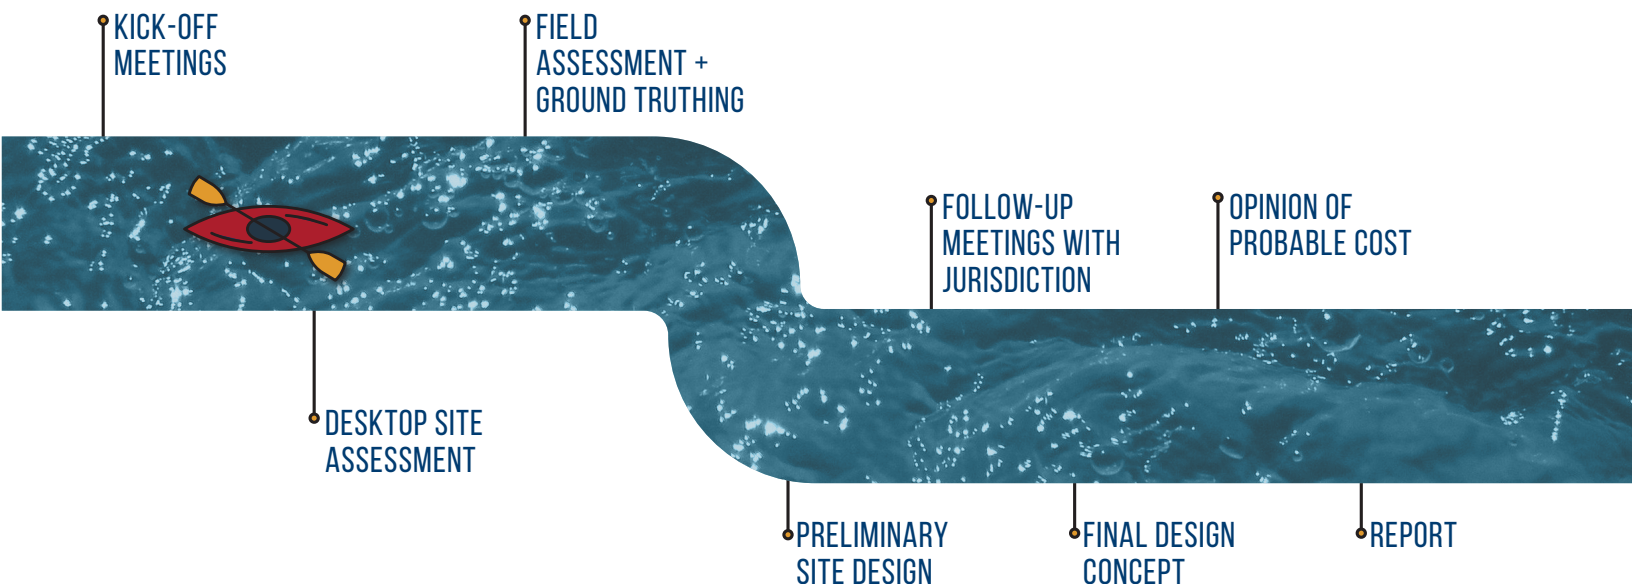 KICK-OFF
MEETINGS
FIELD
ASSESSMENT +
GROUND TRUTHING
DESKTOP SITE
ASSESSMENT
FOLLOW-UP
MEETINGS WITH
JURISDICTION
OPINION OF
PROBABLE COST
PRELIMINARY
SITE DESIGN
FINAL DESIGN
CONCEPT
REPORT